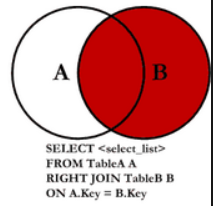 A B
SELECT <select_list>
FROM TableA A
RIGHT JOIN TableB B
ON A.Key = B.Key